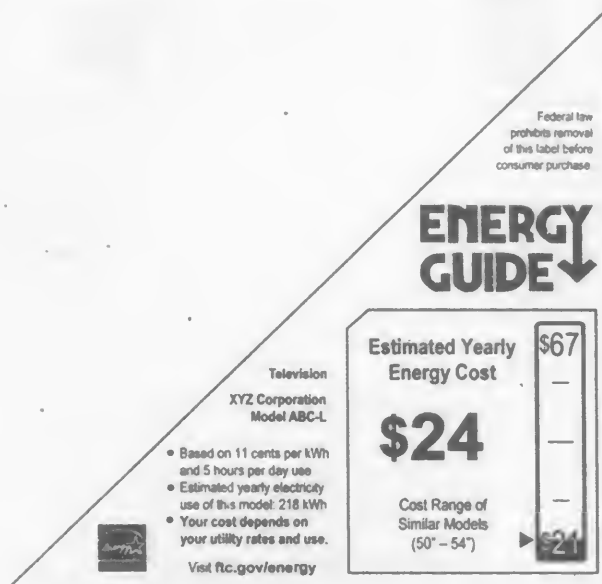 Federal law
prohibits removal
of this label before
consumer purchase.
ENERGY
GUIDE
Estimated Yearly
Energy Cost
$24
Cost Range of
Similar Models
(50" – 54")
$67
Television
XYZ Corporation
Model ABC-L
• Based on 11 cents per kWh
and 5 hours per day use
• Estimated yearly electricity
use of this model: 218 kWh
• Your cost depends on
your utility rates and use.
Visit ftc.gov/energy